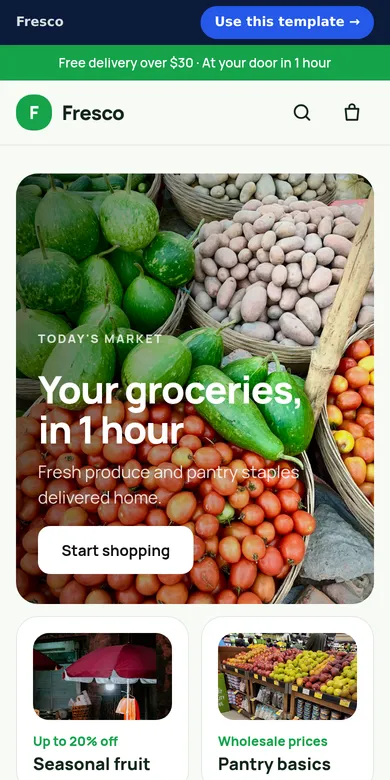 Fresco
Use this template →
Free delivery over $30 · At your door in 1 hour
F
Fresco
TODAY'S MARKET
Your groceries,
in 1 hour
Fresh produce and pantry staples
delivered home.
Start shopping
Up to 20% off
Seasonal fruit
Wholesale prices
Pantry basics